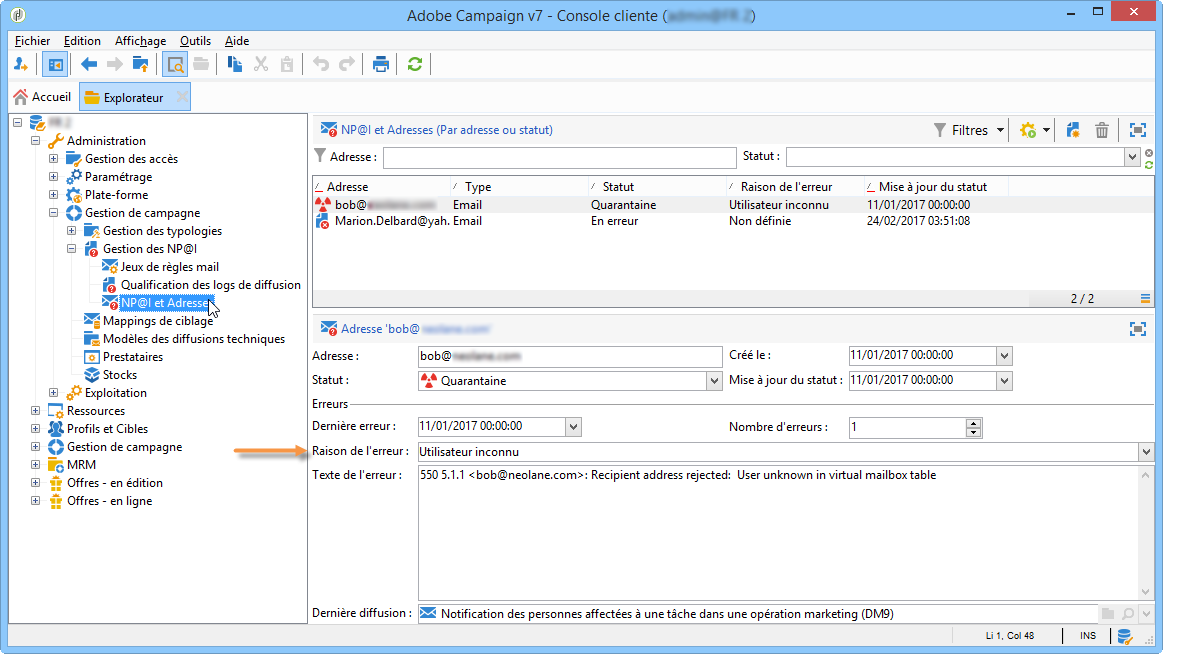 Adobe Campaign v7 - Console cliente (
Fichier Edition Affichage Outils Aide
Accueil Explorateur
Administration
Gestion des accès
Paramétrage
Plate-forme
Gestion de campagne
Gestion des typologies
Gestion des NP@I
Jeux de règles mail
Qualification des logs de diffusion
NP@I et Adresses
Mappings de ciblage
Modèles des diffusions techniques
Prestataires
Stocks
Exploitation
Ressources
Profils et Cibles
Gestion de campagne
MRM
Offres - en édition
Offres - en ligne
NP@I et Adresses (Par adresse ou statut)
Filtres
Adresse : Statut :
Adresse Type Statut Raison de l'erreur Mise à jour du statut
bob@ Email Quarantaine Utilisateur inconnu 11/01/2017 00:00:00
Marion.Delbard@yah. Email En erreur Non définie 24/02/2017 03:51:08
2 / 2
Adresse 'bob@
Adresse : bob@ Créé le : 11/01/2017 00:00:00
Statut : Quarantaine Mise à jour du statut : 11/01/2017 00:00:00
Erreurs
Dernière erreur : 11/01/2017 00:00:00 Nombre d'erreurs : 1
Raison de l'erreur : Utilisateur inconnu
Texte de l'erreur : 550 5.1.1 <bob@neolane.com>: Recipient address rejected: User unknown in virtual mailbox table
Dernière diffusion : Notification des personnes affectées à une tâche dans une opération marketing (DM9)
Li 1, Col 48 INS